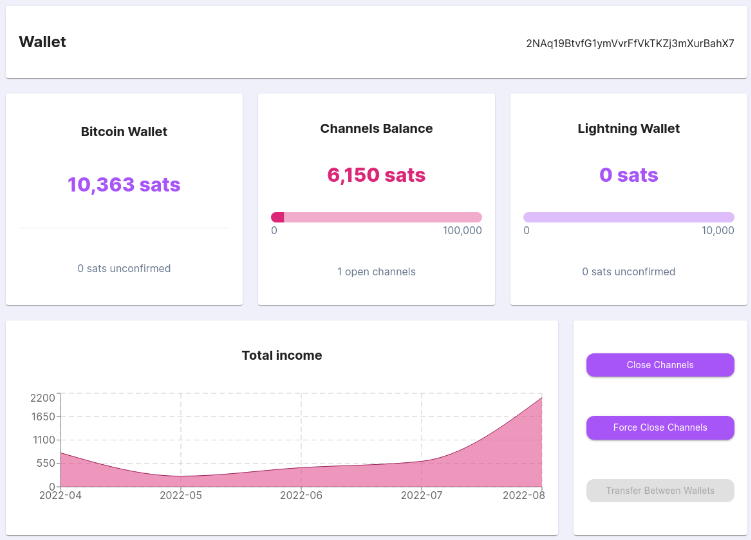 Wallet
2NAq19BtvfG1ymVvrFfVkTKZj3mXurBahX7
Bitcoin Wallet
10,363 sats
0 sats unconfirmed
Channels Balance
6,150 sats
0 100,000
1 open channels
Lightning Wallet
0 sats
0 10,000
0 sats unconfirmed
Total income
2200
1650
1100
550
0
2022-04 2022-05 2022-06 2022-07 2022-08
Close Channels
Force Close Channels
Transfer Between Wallets